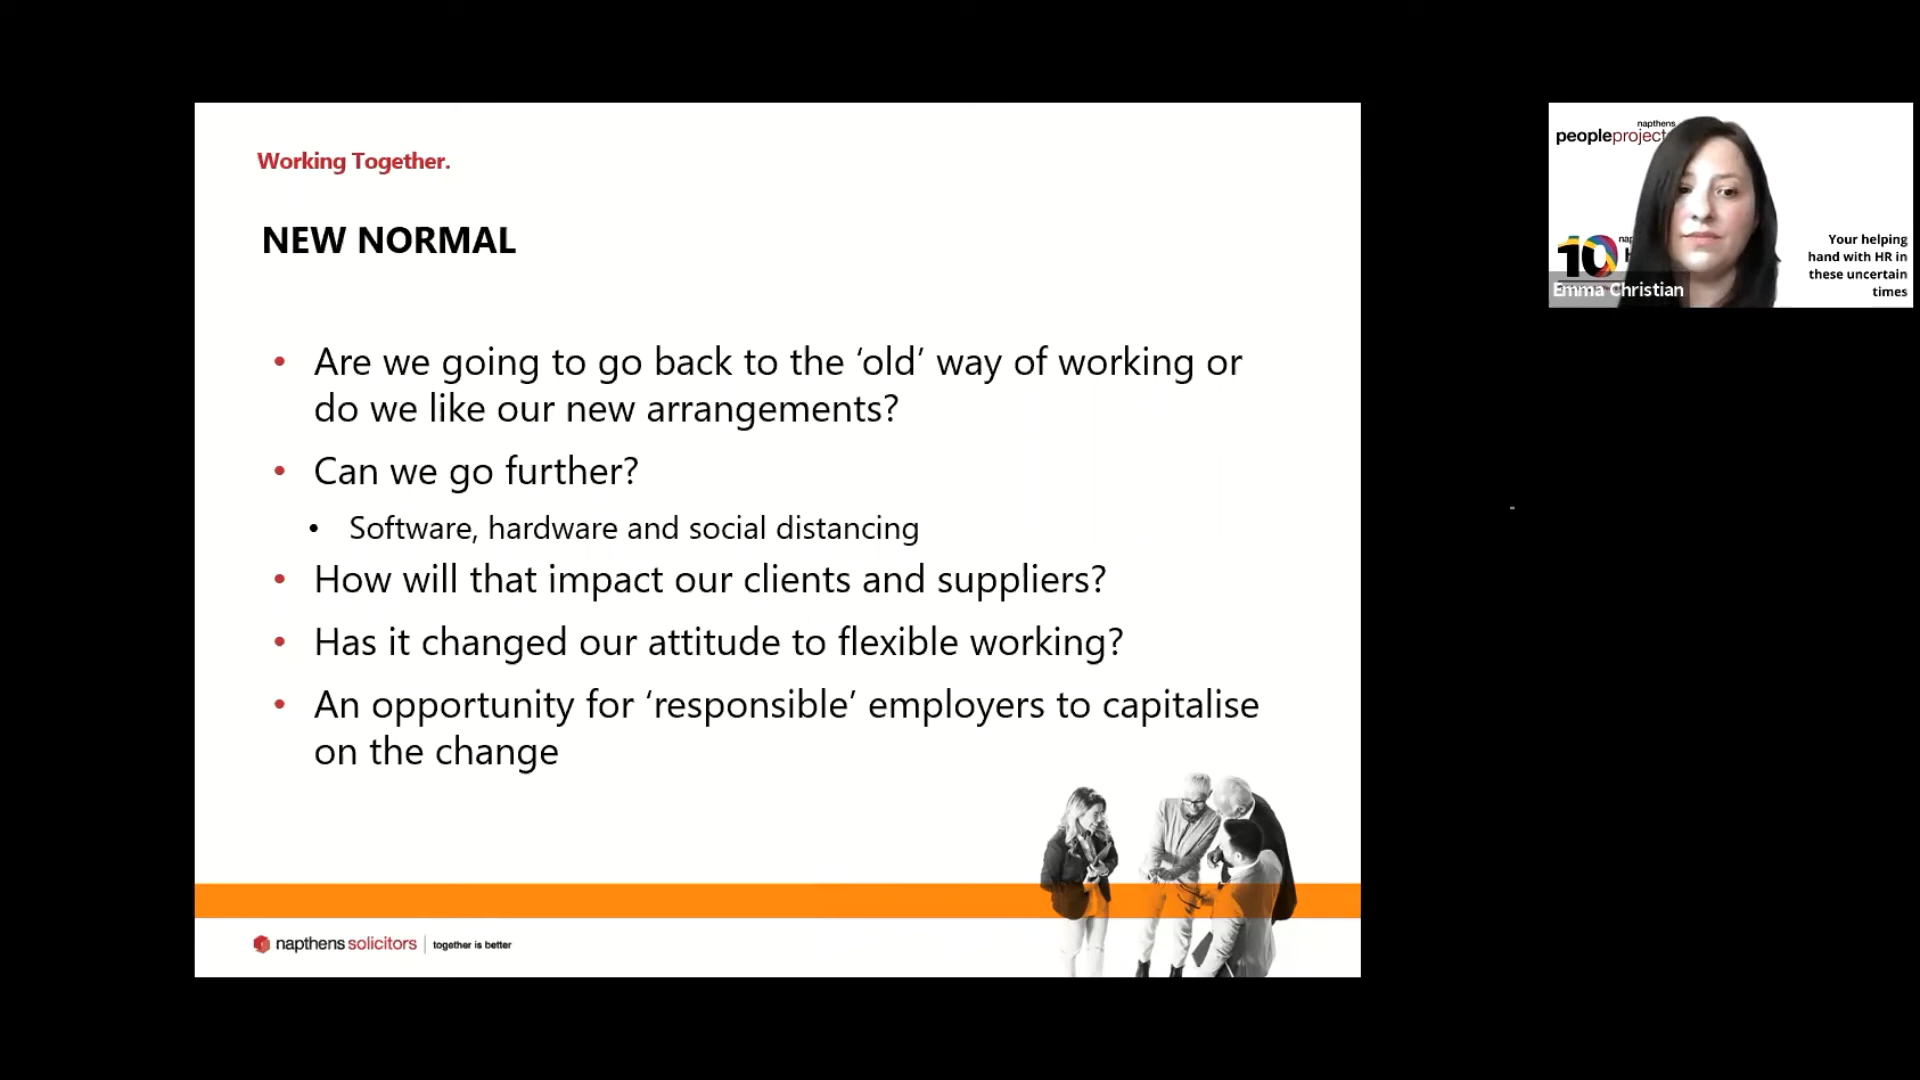 Working Together.
NEW NORMAL
• Are we going to go back to the ‘old’ way of working or
do we like our new arrangements?
• Can we go further?
• Software, hardware and social distancing
• How will that impact our clients and suppliers?
• Has it changed our attitude to flexible working?
• An opportunity for ‘responsible’ employers to capitalise
on the change
napthens solicitors | together is better
napthens
peopleproject
10
Your helping
hand with HR in
these uncertain
times
Emma Christian